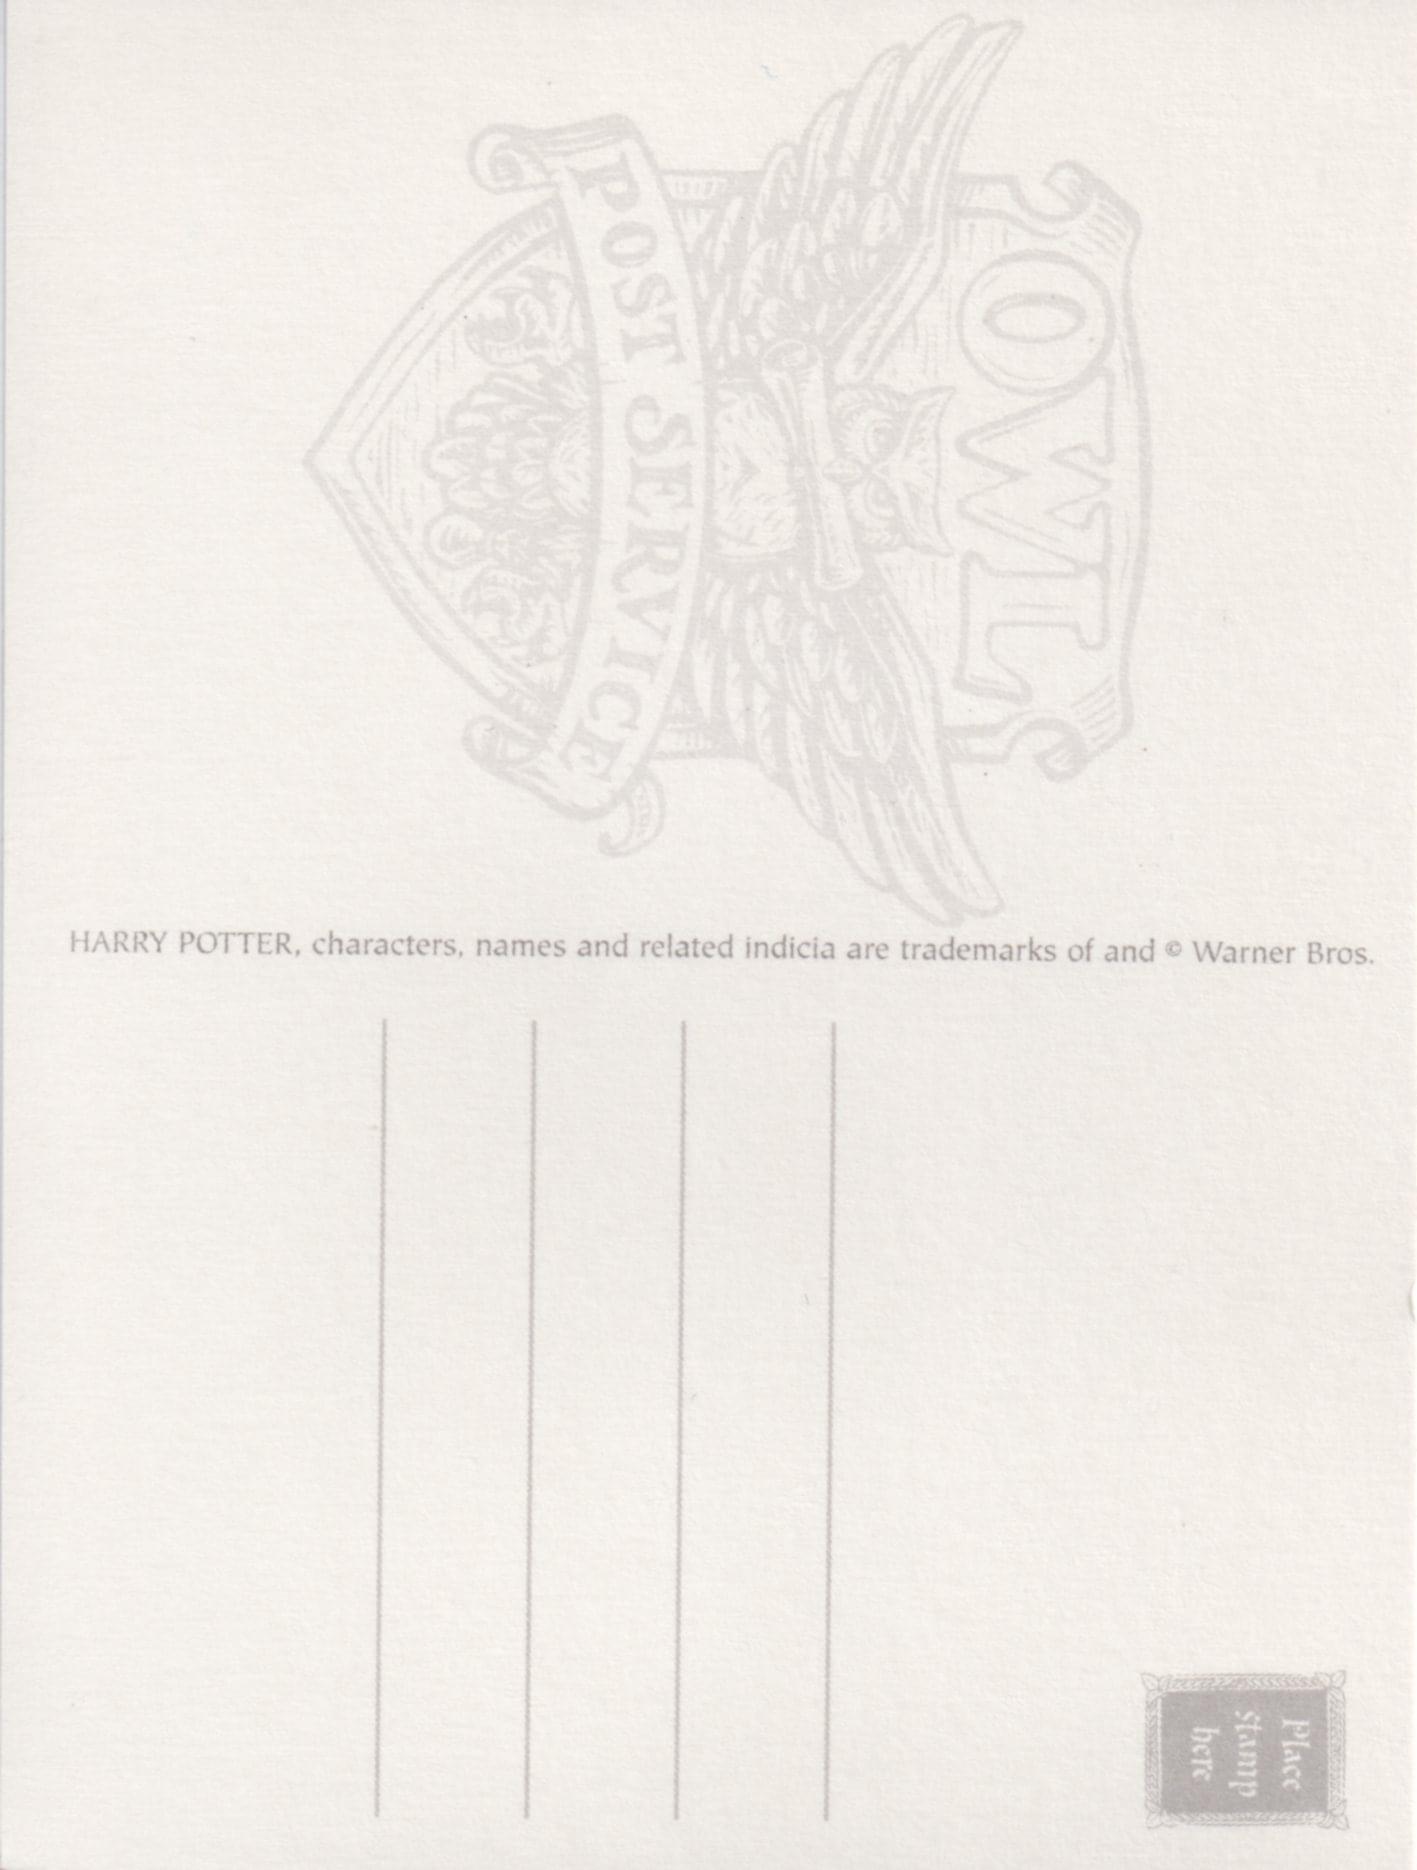 OWL
POST SERVICE
HARRY POTTER, characters, names and related indicia are trademarks of and © Warner Bros.
Place
stamp
here